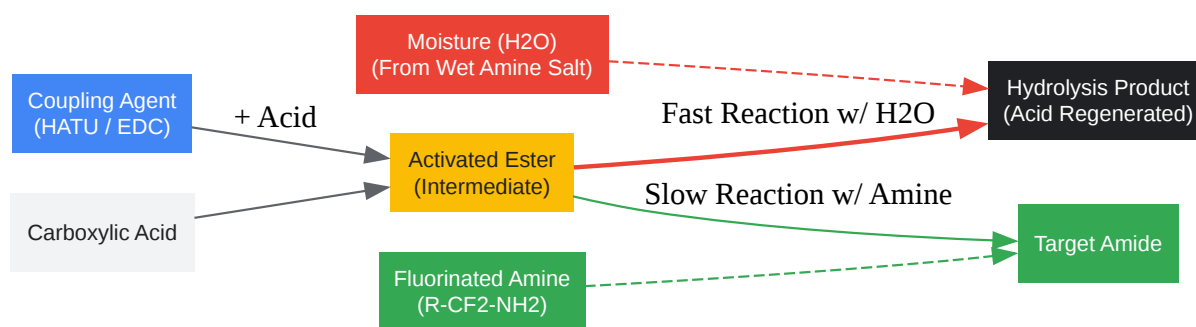 Coupling Agent
(HATU / EDC)
Carboxylic Acid
+ Acid
Moisture (H2O)
(From Wet Amine Salt)
Activated Ester
(Intermediate)
Fluorinated Amine
(R-CF2-NH2)
Fast Reaction w/ H2O
Slow Reaction w/ Amine
Hydrolysis Product
(Acid Regenerated)
Target Amide